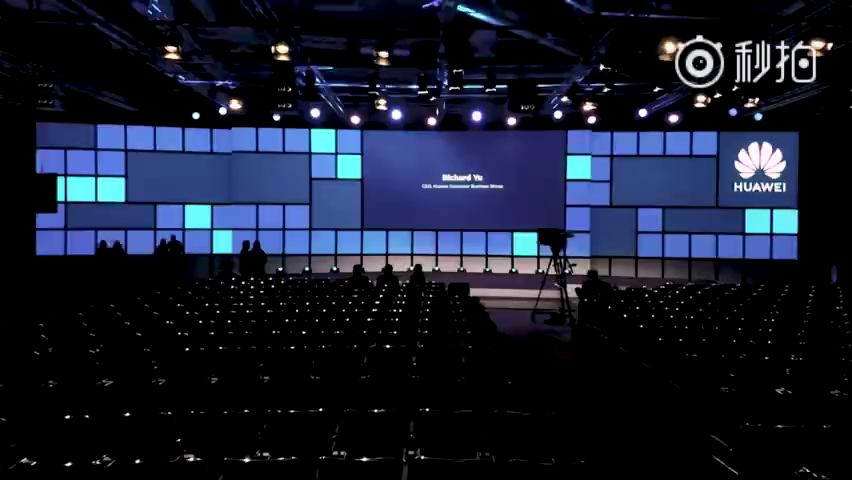 秒拍
Richard Yu
CEO, Huawei Consumer Business Group
HUAWEI